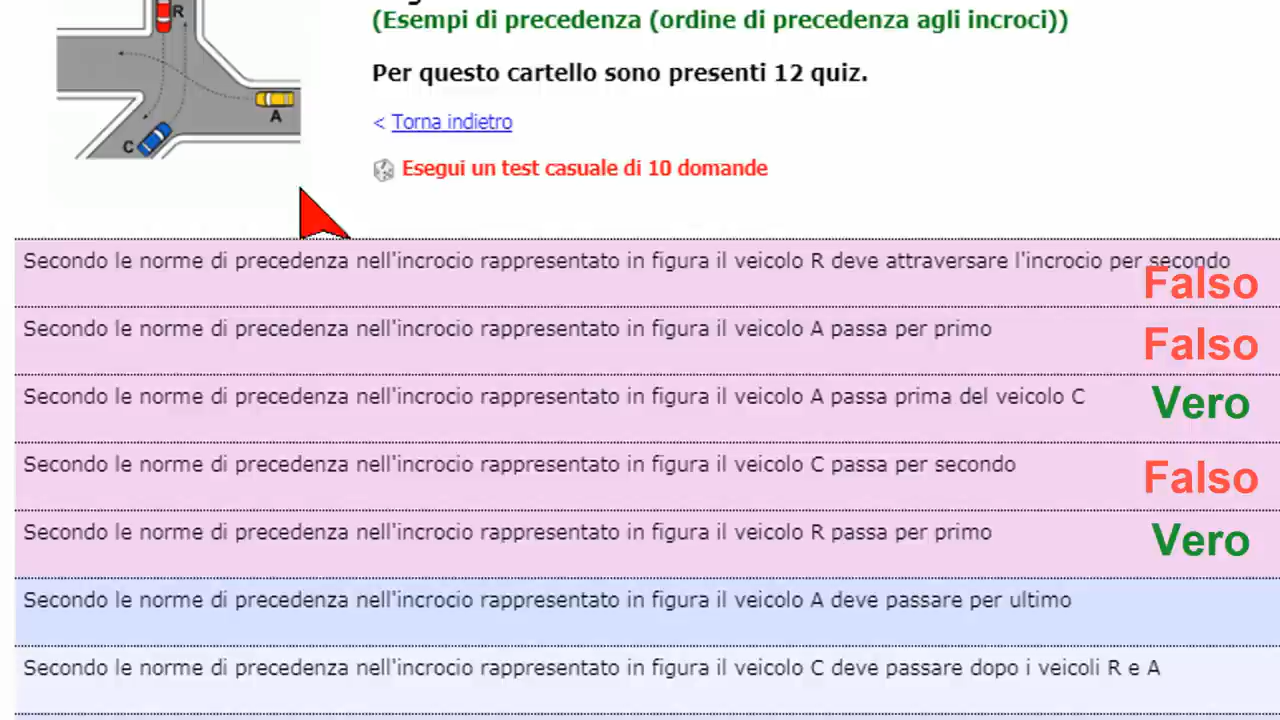 R
A
C
(Esempi di precedenza (ordine di precedenza agli incroci))
Per questo cartello sono presenti 12 quiz.
< Torna indietro
Esegui un test casuale di 10 domande
Secondo le norme di precedenza nell'incrocio rappresentato in figura il veicolo R deve attraversare l'incrocio per secondo
Falso
Secondo le norme di precedenza nell'incrocio rappresentato in figura il veicolo A passa per primo
Falso
Secondo le norme di precedenza nell'incrocio rappresentato in figura il veicolo A passa prima del veicolo C
Vero
Secondo le norme di precedenza nell'incrocio rappresentato in figura il veicolo C passa per secondo
Falso
Secondo le norme di precedenza nell'incrocio rappresentato in figura il veicolo R passa per primo
Vero
Secondo le norme di precedenza nell'incrocio rappresentato in figura il veicolo A deve passare per ultimo
Secondo le norme di precedenza nell'incrocio rappresentato in figura il veicolo C deve passare dopo i veicoli R e A